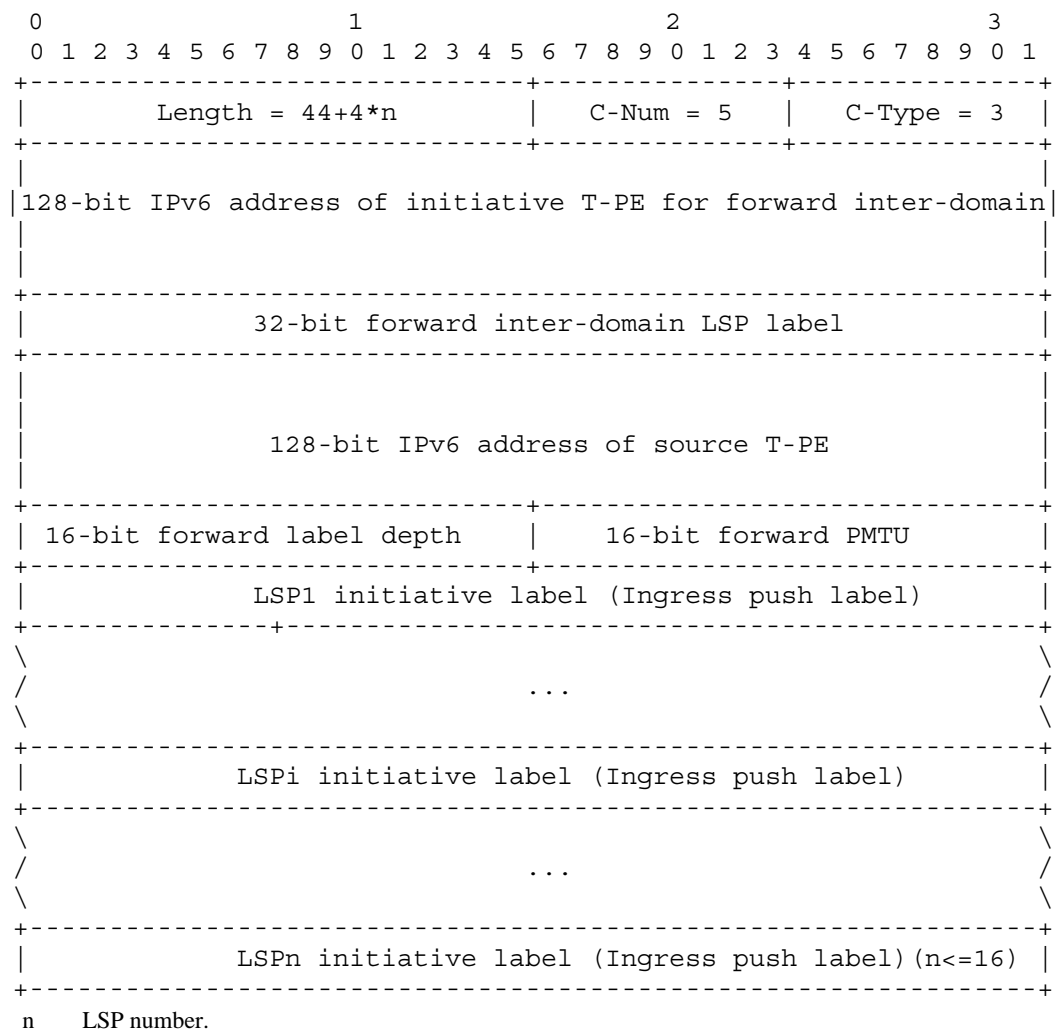 0 1 2 3
0 1 2 3 4 5 6 7 8 9 0 1 2 3 4 5 6 7 8 9 0 1 2 3 4 5 6 7 8 9 0 1
+-------------------------------+---------------+---------------+
| Length = 44+4*n | C-Num = 5 | C-Type = 3 |
+-------------------------------+---------------+---------------+
| |
|128-bit IPv6 address of initiative T-PE for forward inter-domain|
| |
| |
+---------------------------------------------------------------+
| 32-bit forward inter-domain LSP label |
+---------------------------------------------------------------+
| |
| |
| 128-bit IPv6 address of source T-PE |
| |
+-------------------------------+-------------------------------+
| 16-bit forward label depth | 16-bit forward PMTU |
+-------------------------------+-------------------------------+
| LSP1 initiative label (Ingress push label) |
+---------------+-----------------------------------------------+
\ \
/ ... /
\ \
+---------------------------------------------------------------+
| LSPi initiative label (Ingress push label) |
+---------------------------------------------------------------+
\ \
/ ... /
\ \
+---------------------------------------------------------------+
| LSPn initiative label (Ingress push label)(n<=16) |
+---------------------------------------------------------------+
n LSP number.